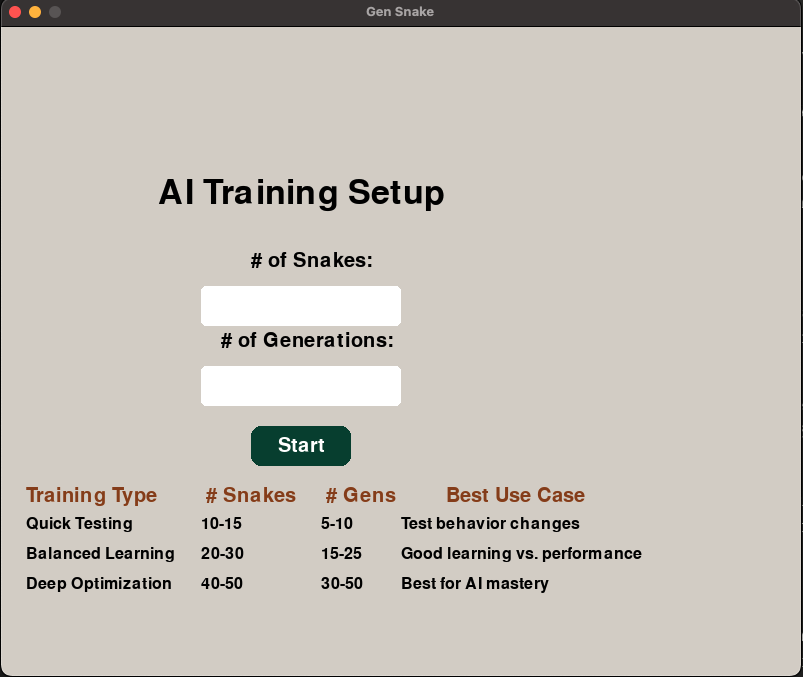 Gen Snake
AI Training Setup
# of Snakes:
# of Generations:
Start
Training Type # Snakes # Gens Best Use Case
Quick Testing 10-15 5-10 Test behavior changes
Balanced Learning 20-30 15-25 Good learning vs. performance
Deep Optimization 40-50 30-50 Best for AI mastery